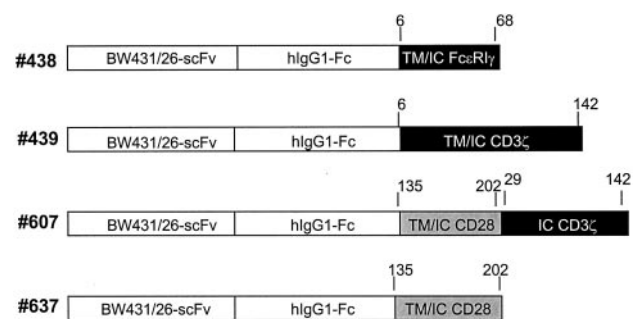 6 68
#438 BW431/26-scFv hIgG1-Fc TM/IC FcεRIγ
6 142
#439 BW431/26-scFv hIgG1-Fc TM/IC CD3ζ
135 202 29 142
#607 BW431/26-scFv hIgG1-Fc TM/IC CD28 IC CD3ζ
135 202
#637 BW431/26-scFv hIgG1-Fc TM/IC CD28